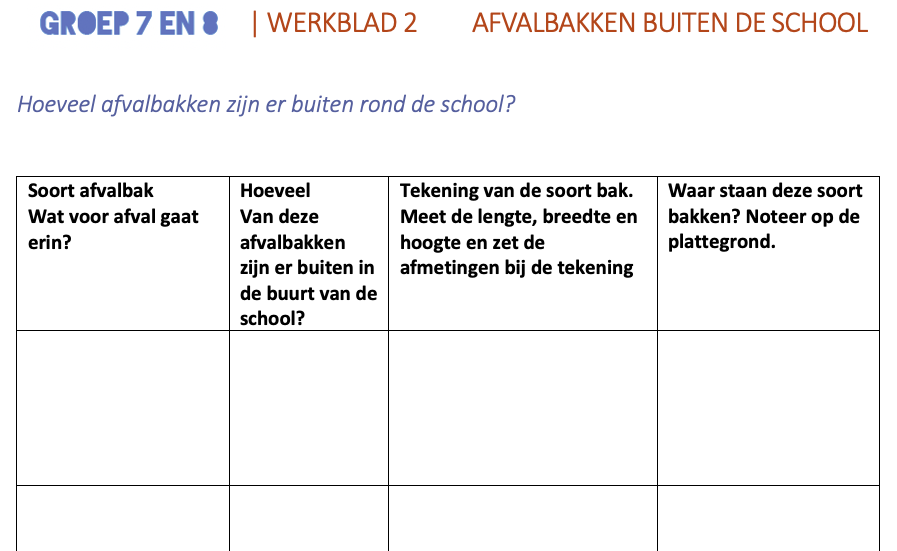 GROEP 7 EN 8 | WERKBLAD 2 AFVALBAKKEN BUITEN DE SCHOOL
Hoeveel afvalbakken zijn er buiten rond de school?
Soort afvalbak
Wat voor afval gaat
erin?
Hoeveel
Van deze
afvalbakken
zijn er buiten in
de buurt van de
school?
Tekening van de soort bak.
Meet de lengte, breedte en
hoogte en zet de
afmetingen bij de tekening
Waar staan deze soort
bakken? Noteer op de
plattegrond.